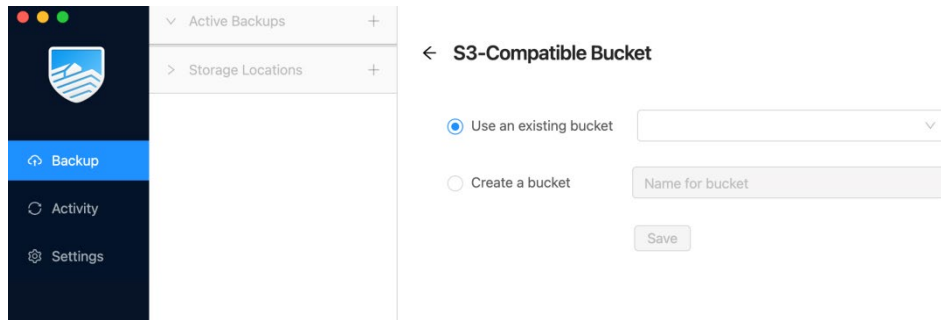 Active Backups
Storage Locations
Backup
Activity
Settings
S3-Compatible Bucket
Use an existing bucket
Create a bucket
Name for bucket
Save